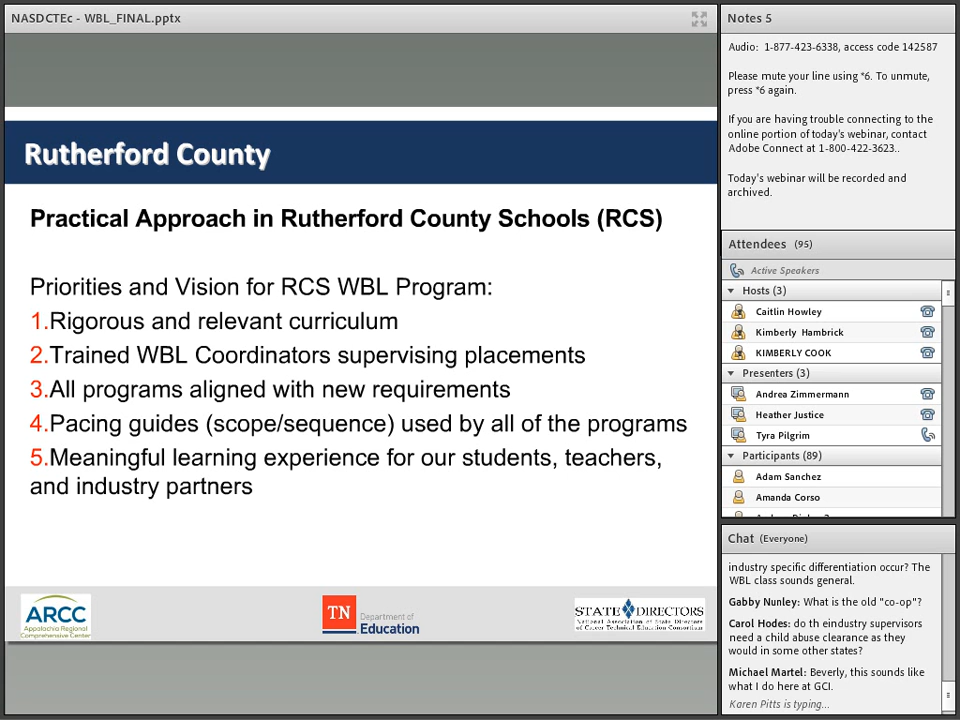 NASDCTEc - WBL_FINAL.pptx
Rutherford County
Practical Approach in Rutherford County Schools (RCS)
Priorities and Vision for RCS WBL Program:
1.Rigorous and relevant curriculum
2.Trained WBL Coordinators supervising placements
3.All programs aligned with new requirements
4.Pacing guides (scope/sequence) used by all of the programs
5.Meaningful learning experience for our students, teachers,
and industry partners
ARCC
Appalachia Regional
Comprehensive Center
TN
Department of
Education
STATE DIRECTORS
National Association of State Directors
of Career Technical Education Consortium
Notes 5
Audio:  1-877-423-6338, access code 142587
Please mute your line using *6. To unmute,
press *6 again.
If you are having trouble connecting to the
online portion of today's webinar, contact
Adobe Connect at 1-800-422-3623..
Today's webinar will be recorded and
archived.
Attendees (95)
Active Speakers
Hosts (3)
Caitlin Howley
Kimberly  Hambrick
KIMBERLY COOK
Presenters (3)
Andrea Zimmermann
Heather Justice
Tyra Pilgrim
Participants (89)
Adam Sanchez
Amanda Corso
Chat (Everyone)
industry specific differentiation occur? The
WBL class sounds general.
Gabby Nunley: What is the old "co-op"?
Carol Hodes: do th eindustry supervisors
need a child abuse clearance as they
would in some other states?
Michael Martel: Beverly, this sounds like
what I do here at GCI.
Karen Pitts is typing...